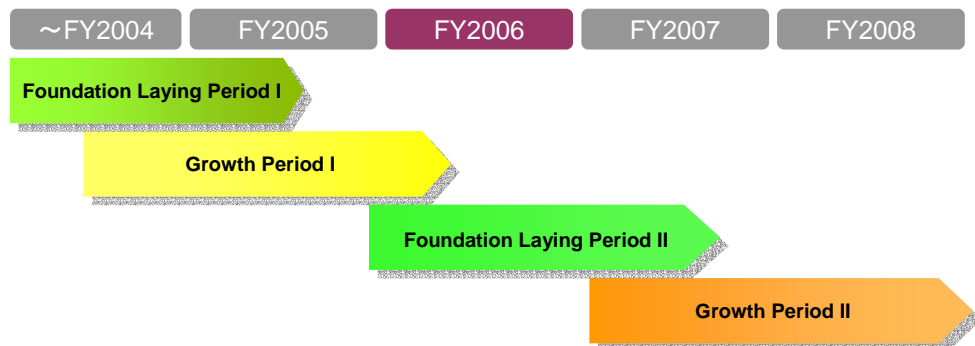 ～FY2004
FY2005
FY2006
FY2007
FY2008
Foundation Laying Period I
Growth Period I
Foundation Laying Period II
Growth Period II